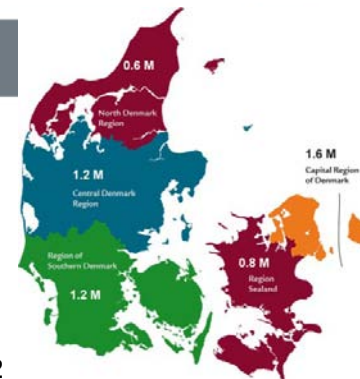 0.6 M
North Denmark
Region
1.6 M
Capital Region
of Denmark
1.2 M
Central Denmark
Region
Region of
Southern Denmark
1.2 M
0.8 M
Region
Sealand
2